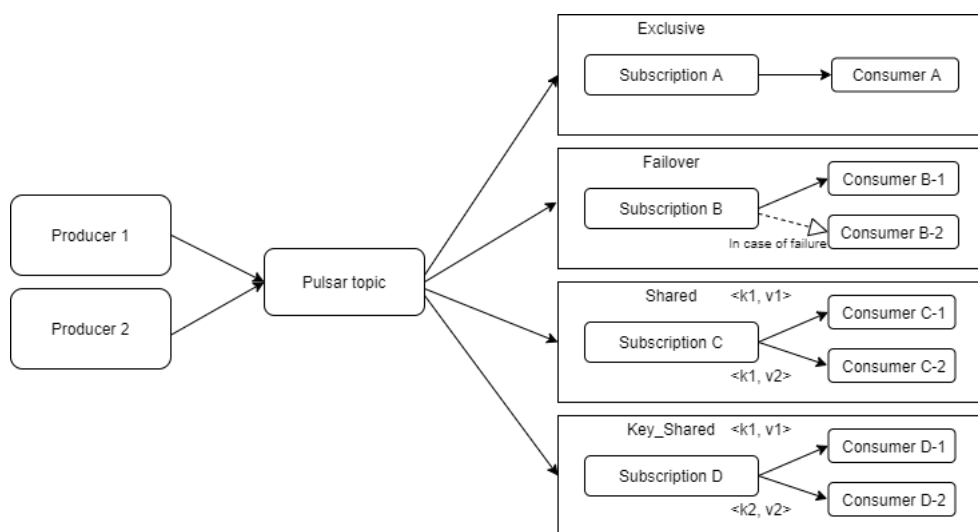 Producer 1
Producer 2
Pulsar topic
Exclusive
Subscription A
Consumer A
Failover
Subscription B
Consumer B-1
In case of failure
Consumer B-2
Shared
<k1, v1>
Subscription C
Consumer C-1
<k1, v2>
Consumer C-2
Key_Shared
<k1, v1>
Subscription D
Consumer D-1
<k2, v2>
Consumer D-2